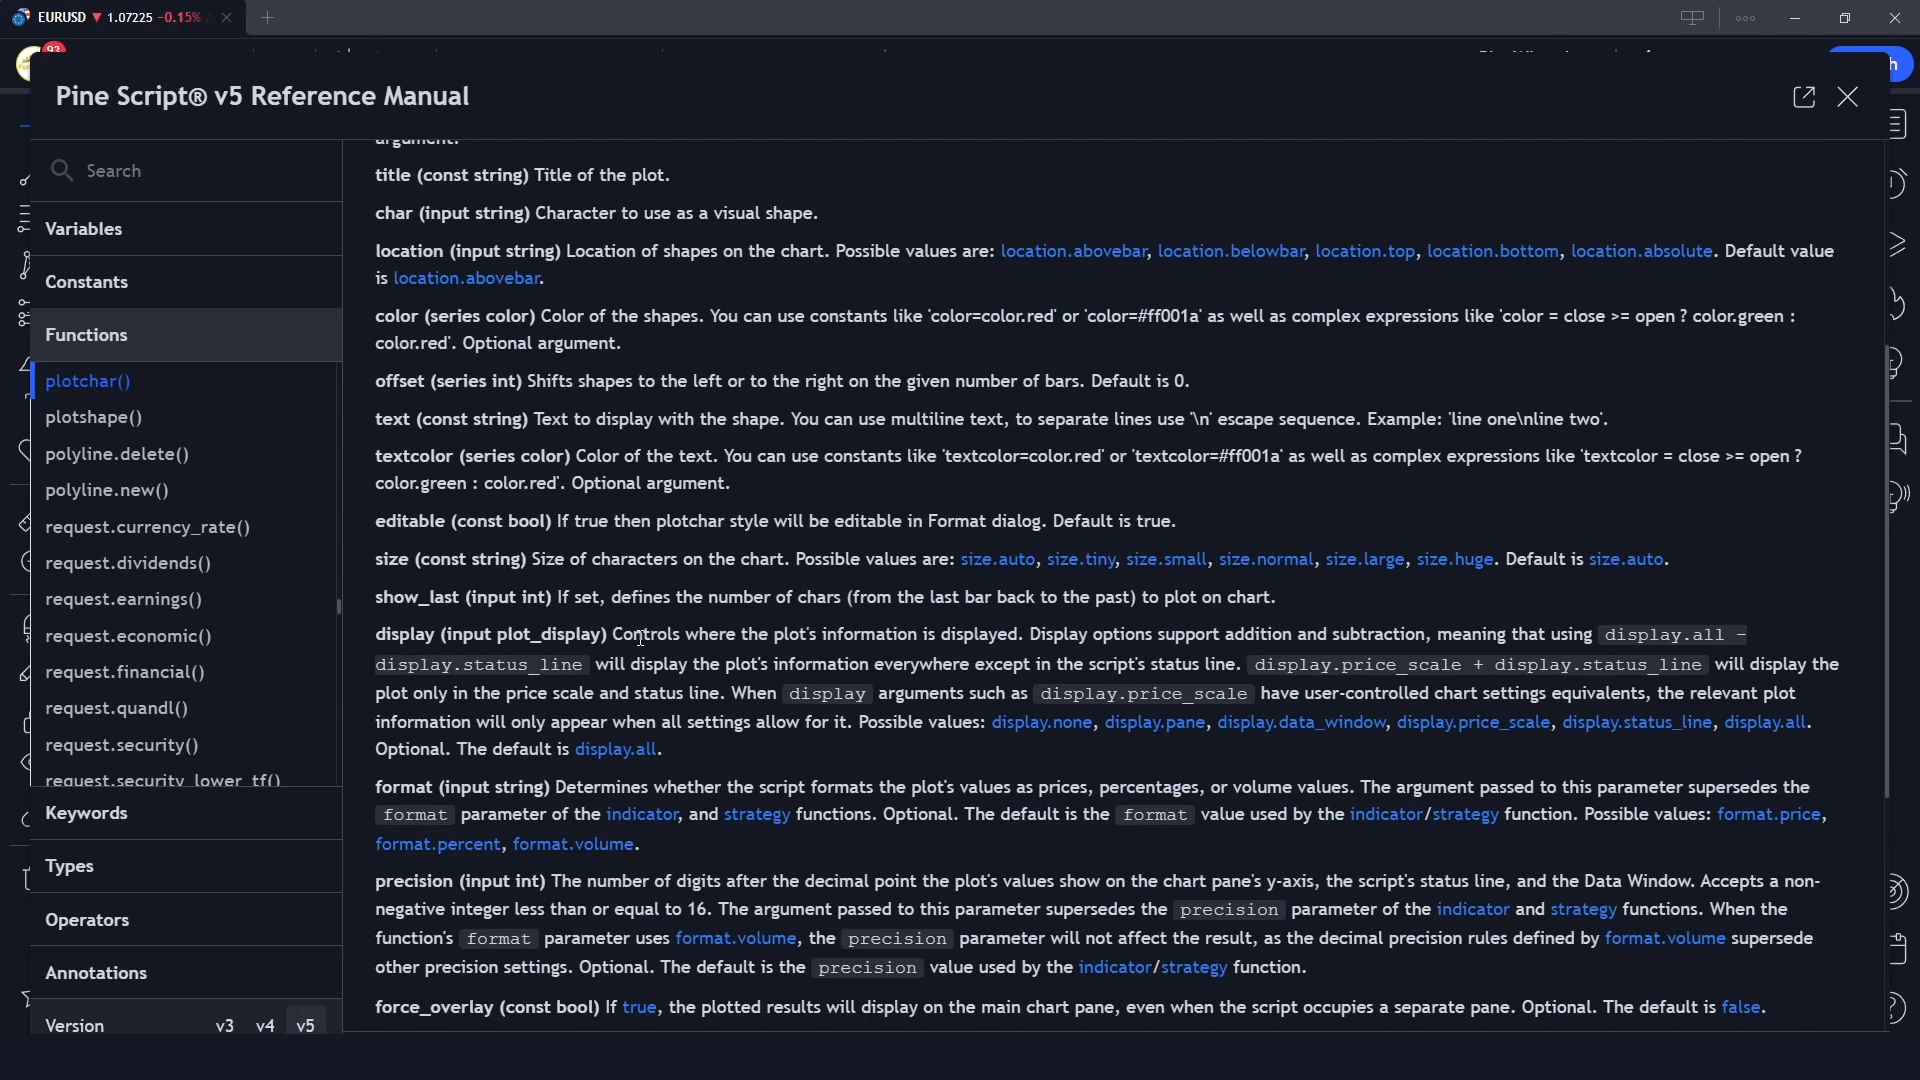 EURUSD ▼ 1.07225 −0.15% /
93
Pine Script® v5 Reference Manual
h
Search
Variables
Constants
Functions
plotchar()
plotshape()
polyline.delete()
polyline.new()
request.currency_rate()
request.dividends()
request.earnings()
request.economic()
request.financial()
request.quandl()
request.security()
request.security_lower_tf()
Keywords
Types
Operators
Annotations
Version v3 v4 v5
argument.
title (const string) Title of the plot.
char (input string) Character to use as a visual shape.
location (input string) Location of shapes on the chart. Possible values are: location.abovebar, location.belowbar, location.top, location.bottom, location.absolute. Default value
is location.abovebar.
color (series color) Color of the shapes. You can use constants like 'color=color.red' or 'color=#ff001a' as well as complex expressions like 'color = close >= open ? color.green :
color.red'. Optional argument.
offset (series int) Shifts shapes to the left or to the right on the given number of bars. Default is 0.
text (const string) Text to display with the shape. You can use multiline text, to separate lines use '\n' escape sequence. Example: 'line one\nline two'.
textcolor (series color) Color of the text. You can use constants like 'textcolor=color.red' or 'textcolor=#ff001a' as well as complex expressions like 'textcolor = close >= open ?
color.green : color.red'. Optional argument.
editable (const bool) If true then plotchar style will be editable in Format dialog. Default is true.
size (const string) Size of characters on the chart. Possible values are: size.auto, size.tiny, size.small, size.normal, size.large, size.huge. Default is size.auto.
show_last (input int) If set, defines the number of chars (from the last bar back to the past) to plot on chart.
display (input plot_display) Controls where the plot's information is displayed. Display options support addition and subtraction, meaning that using display.all -
display.status_line will display the plot's information everywhere except in the script's status line. display.price_scale + display.status_line will display the
plot only in the price scale and status line. When display arguments such as display.price_scale have user-controlled chart settings equivalents, the relevant plot
information will only appear when all settings allow for it. Possible values: display.none, display.pane, display.data_window, display.price_scale, display.status_line, display.all.
Optional. The default is display.all.
format (input string) Determines whether the script formats the plot's values as prices, percentages, or volume values. The argument passed to this parameter supersedes the
format parameter of the indicator, and strategy functions. Optional. The default is the format value used by the indicator/strategy function. Possible values: format.price,
format.percent, format.volume.
precision (input int) The number of digits after the decimal point the plot's values show on the chart pane's y-axis, the script's status line, and the Data Window. Accepts a non-
negative integer less than or equal to 16. The argument passed to this parameter supersedes the precision parameter of the indicator and strategy functions. When the
function's format parameter uses format.volume, the precision parameter will not affect the result, as the decimal precision rules defined by format.volume supersede
other precision settings. Optional. The default is the precision value used by the indicator/strategy function.
force_overlay (const bool) If true, the plotted results will display on the main chart pane, even when the script occupies a separate pane. Optional. The default is false.